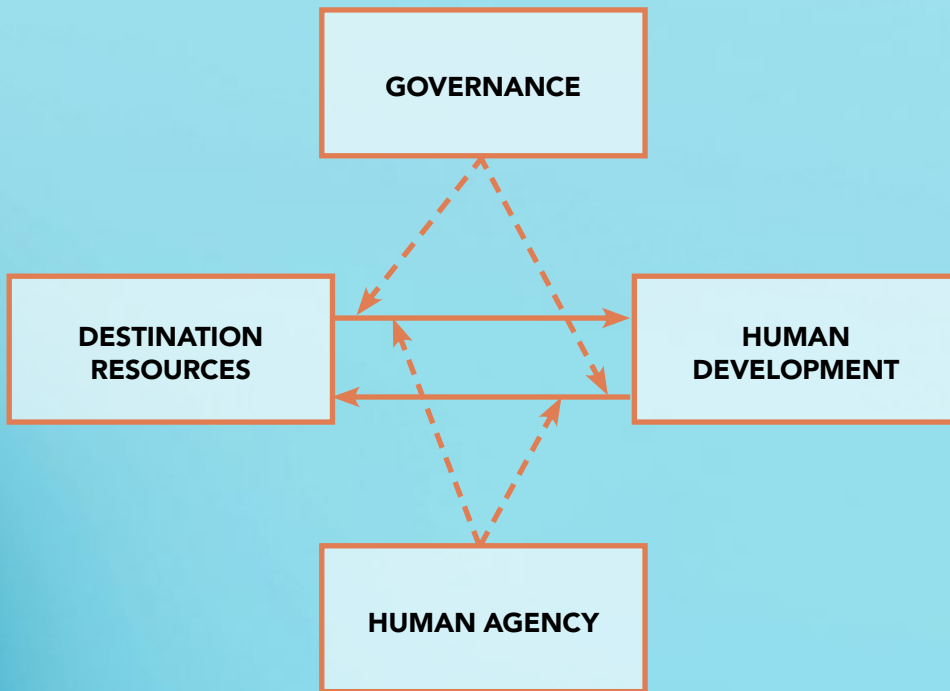 GOVERNANCE
DESTINATION
RESOURCES
HUMAN
DEVELOPMENT
HUMAN AGENCY